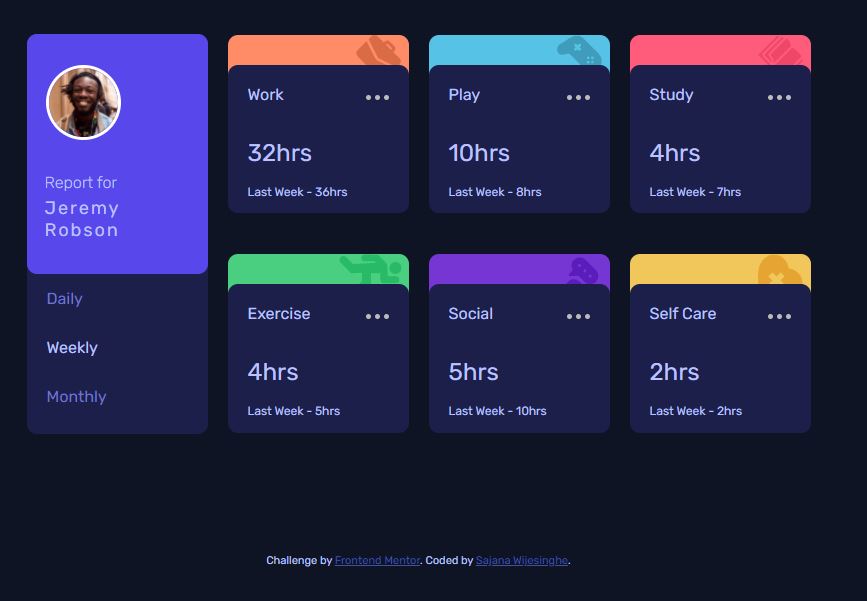 Report for
Jeremy
Robson
Daily
Weekly
Monthly
Work
32hrs
Last Week - 36hrs
Play
10hrs
Last Week - 8hrs
Study
4hrs
Last Week - 7hrs
Exercise
4hrs
Last Week - 5hrs
Social
5hrs
Last Week - 10hrs
Self Care
2hrs
Last Week - 2hrs
Challenge by Frontend Mentor. Coded by Sajana Wijesinghe.